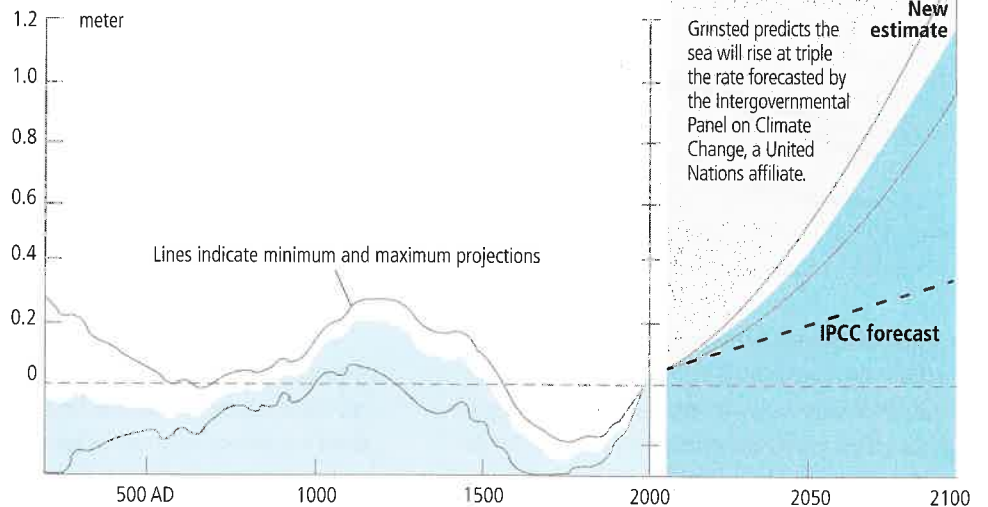 1.2
meter
1.0
0.8
0.6
0.4
0.2
0
Lines indicate minimum and maximum projections
500 AD
1000
1500
2000
Grinsted predicts the
sea will rise at triple
the rate forecasted by
the Intergovernmental
Panel on Climate
Change, a United
Nations affiliate.
New
estimate
IPCC forecast
2050
2100